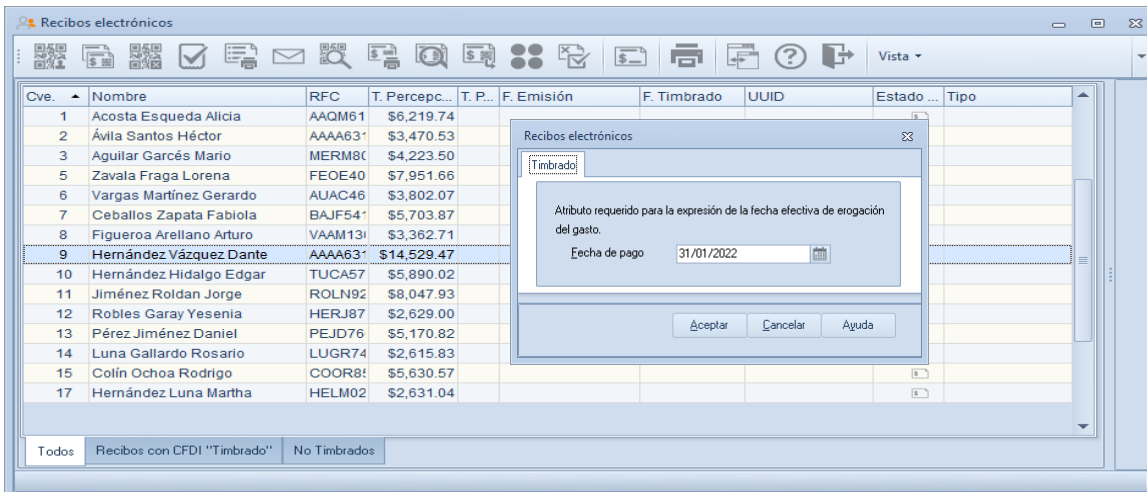 Recibos electrónicos
Vista
Cve. Nombre RFC T. Percepc... T. P... F. Emisión F. Timbrado UUID Estado ... Tipo
1 Acosta Esqueda Alicia AAQM61 $6,219.74
2 Ávila Santos Héctor AAAA631 $3,470.53
3 Aguilar Garcés Mario MERM80 $4,223.50
5 Zavala Fraga Lorena FEOE40 $7,951.66
6 Vargas Martínez Gerardo AUAC46 $3,802.07
7 Ceballos Zapata Fabiola BAJF541 $5,703.87
8 Figueroa Arellano Arturo VAAM13 $3,362.71
9 Hernández Vázquez Dante AAAA631 $14,529.47
10 Hernández Hidalgo Edgar TUCA57 $5,890.02
11 Jiménez Roldan Jorge ROLN92 $8,047.93
12 Robles Garay Yesenia HERJ87 $2,629.00
13 Pérez Jiménez Daniel PEJD76 $5,170.82
14 Luna Gallardo Rosario LUGR74 $2,615.83
15 Colín Ochoa Rodrigo COOR8 $5,630.57
17 Hernández Luna Martha HELM02 $2,631.04
Recibos electrónicos
Timbrado
Atributo requerido para la expresión de la fecha efectiva de erogación
del gasto.
Fecha de pago 31/01/2022
Aceptar Cancelar Ayuda
Todos Recibos con CFDI "Timbrado" No Timbrados